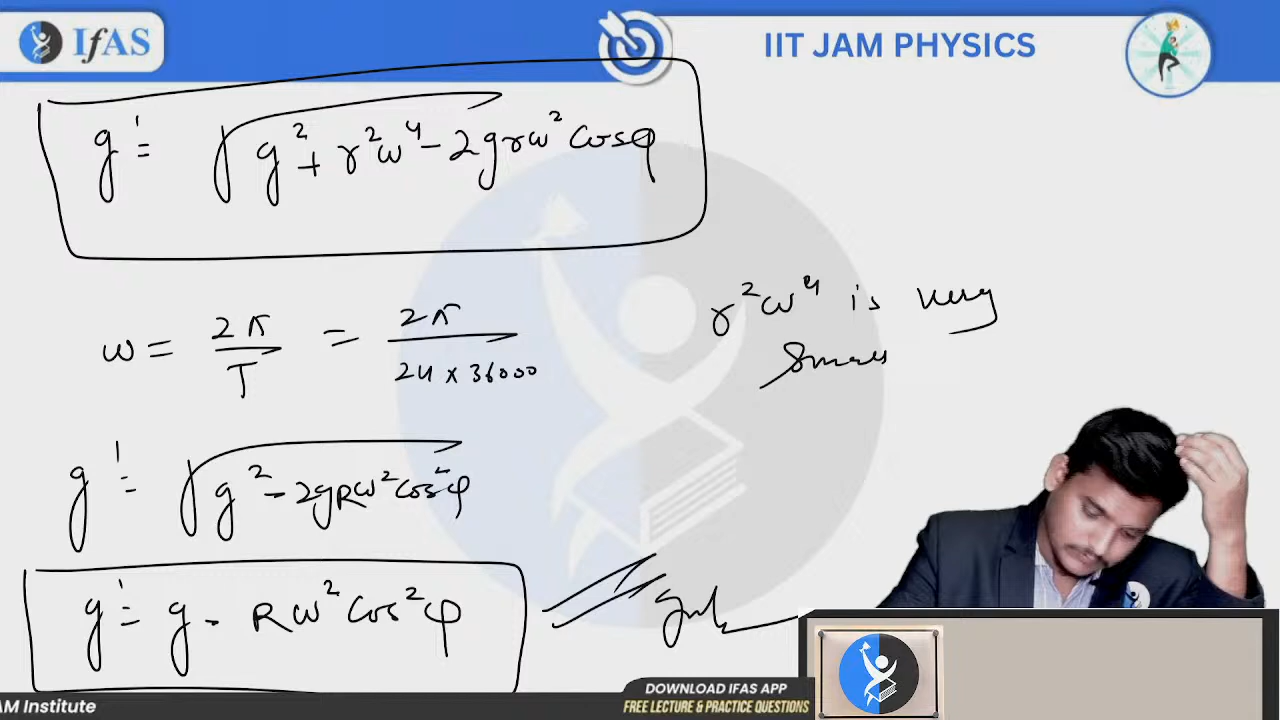 IfAS
IIT JAM PHYSICS
g' = √(g² + r²ω⁴ - 2grω² cosφ)
ω = 2π/T = 2π/(24 × 36000)
r²ω⁴ is very
small
g' = √(g² - 2gRω² cos²φ)
g' = g - Rω² cos²φ
AM Institute
DOWNLOAD IFAS APP
FREE LECTURE & PRACTICE QUESTIONS